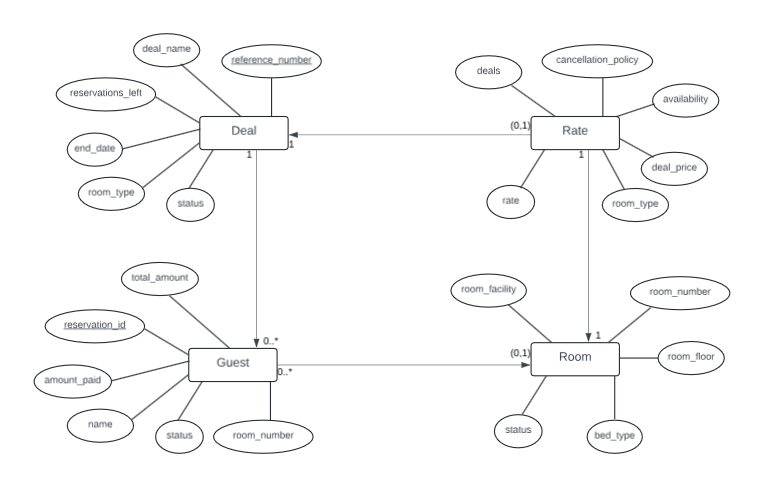 deal_name
reference_number
reservations_left
Deal
end_date
room_type
status
1
1
(0,1)
deals
cancellation_policy
availability
Rate
deal_price
room_type
rate
1
total_amount
0..*
reservation_id
Guest
0..*
amount_paid
name
status
room_number
room_facility
room_number
1
(0,1)
Room
room_floor
status
bed_type